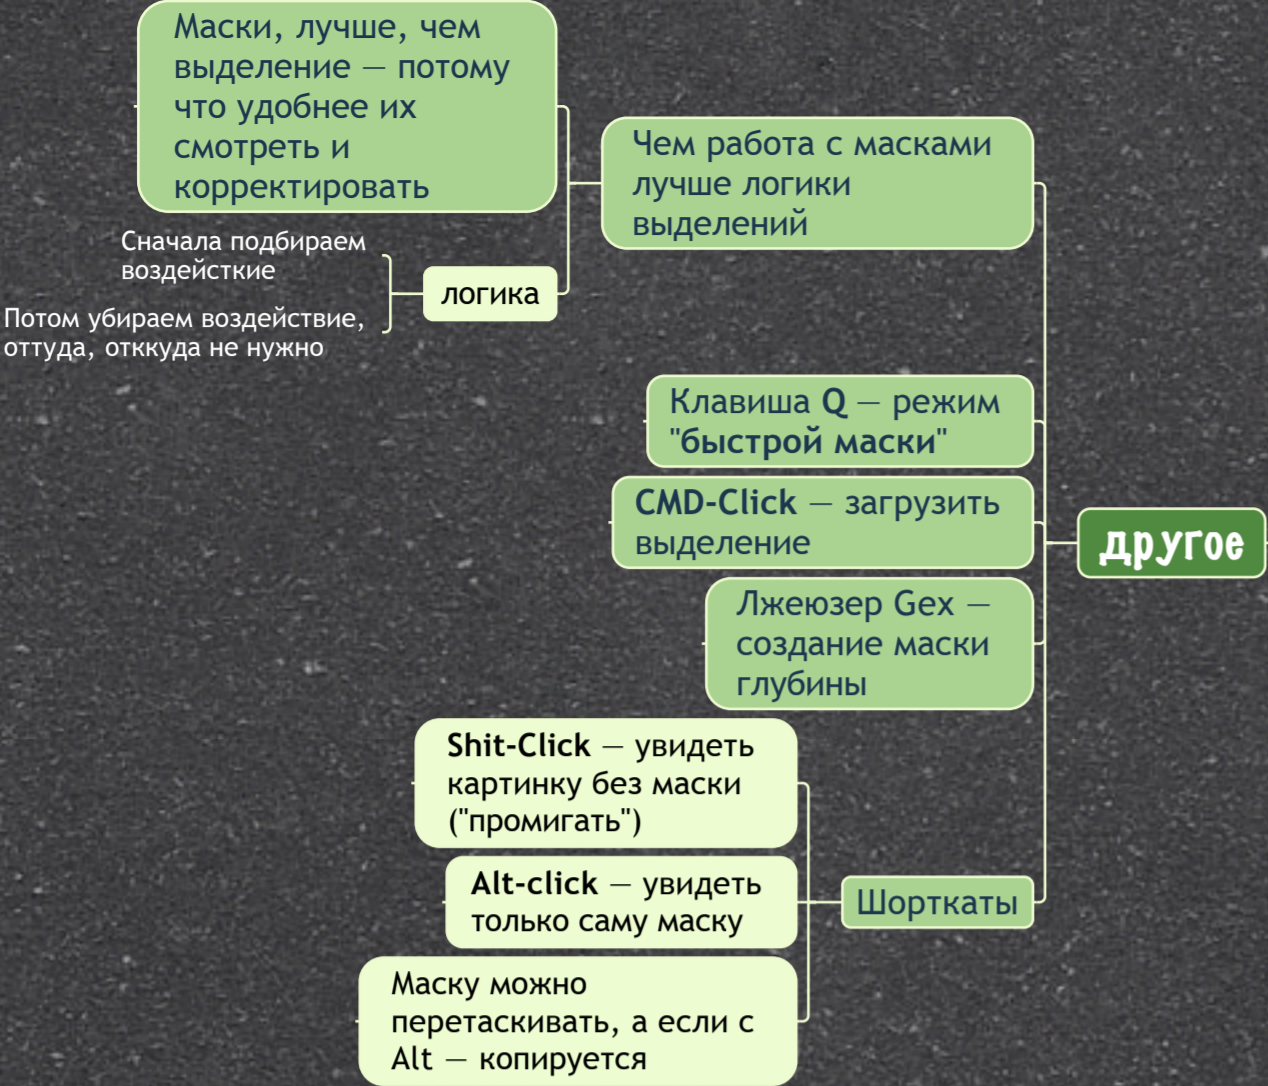 Маски, лучше, чем
выделение — потому
что удобнее их
смотреть и
корректировать
Чем работа с масками
лучше логики
выделений
Сначала подбираем
воздейсткие
Потом убираем воздействие,
оттуда, отккуда не нужно
логика
Клавиша Q — режим
"быстрой маски"
CMD-Click — загрузить
выделение
другое
Лжеюзер Gex —
создание маски
глубины
Shit-Click — увидеть
картинку без маски
("промигать")
Alt-click — увидеть
только саму маску
Шорткаты
Маску можно
перетаскивать, а если с
Alt — копируется